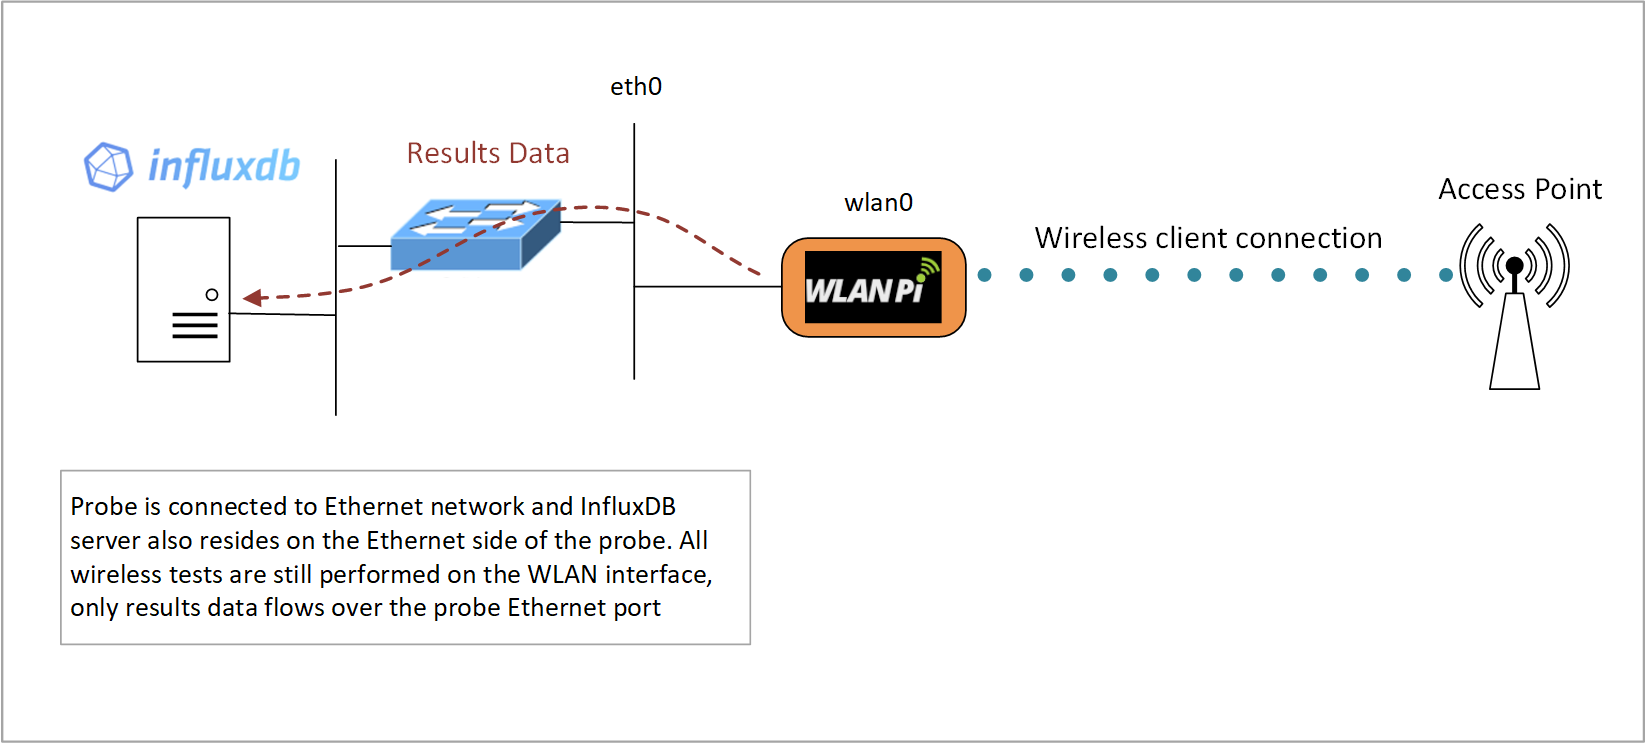 eth0
influxdb
Results Data
wlan0
Access Point
Wireless client connection
WLAN Pi
Probe is connected to Ethernet network and InfluxDB
server also resides on the Ethernet side of the probe. All
wireless tests are still performed on the WLAN interface,
only results data flows over the probe Ethernet port